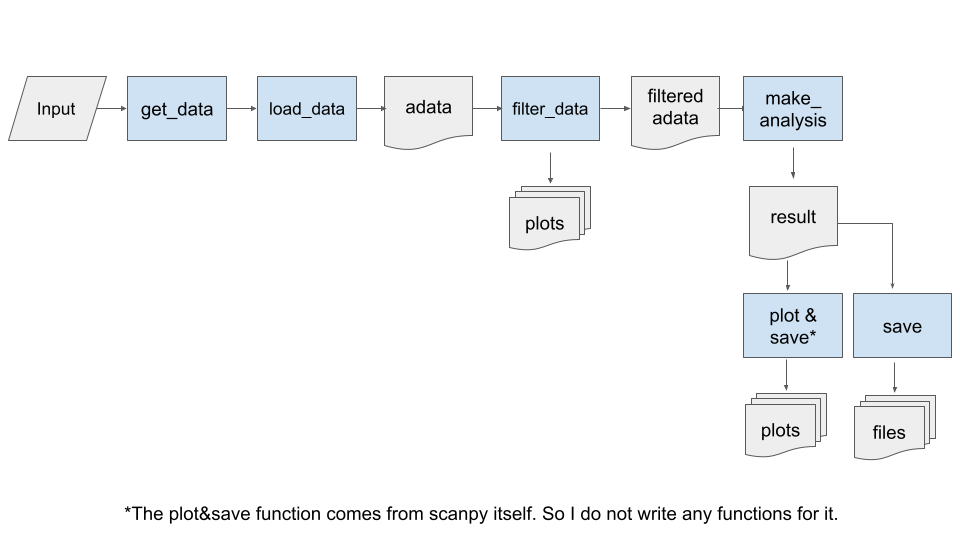 Input
get_data
load_data
adata
filter_data
filtered
adata
make_
analysis
plots
result
plot &
save*
save
plots
files
*The plot&save function comes from scanpy itself. So I do not write any functions for it.